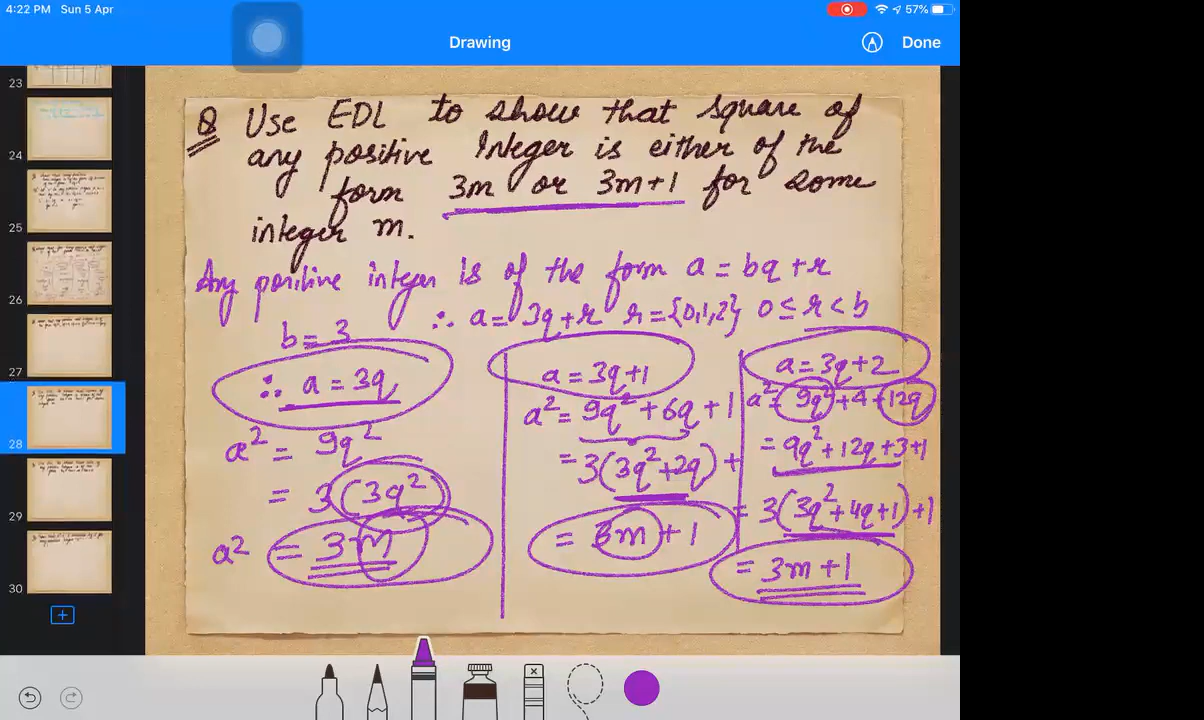 4:22 PM Sun 5 Apr
57%
Drawing
Done
23
24
25
26
27
28
29
30
Q Use EDL to show that square of
any positive Integer is either of the
form 3m or 3m+1 for some
integer m.
Any positive integer is of the form a = bq + r
b = 3 ∴ a = 3q + r r = {0,1,2} 0 ≤ r < b
∴ a = 3q
a² = 9q²
= 3(3q²)
a² = 3m
a = 3q+1
a² = 9q² + 6q + 1
= 3(3q²+2q) +
= 3m + 1
a = 3q+2
a² = 9q² + 4 + 12q
= 9q² + 12q + 3 + 1
= 3(3q² + 4q + 1) + 1
= 3m + 1